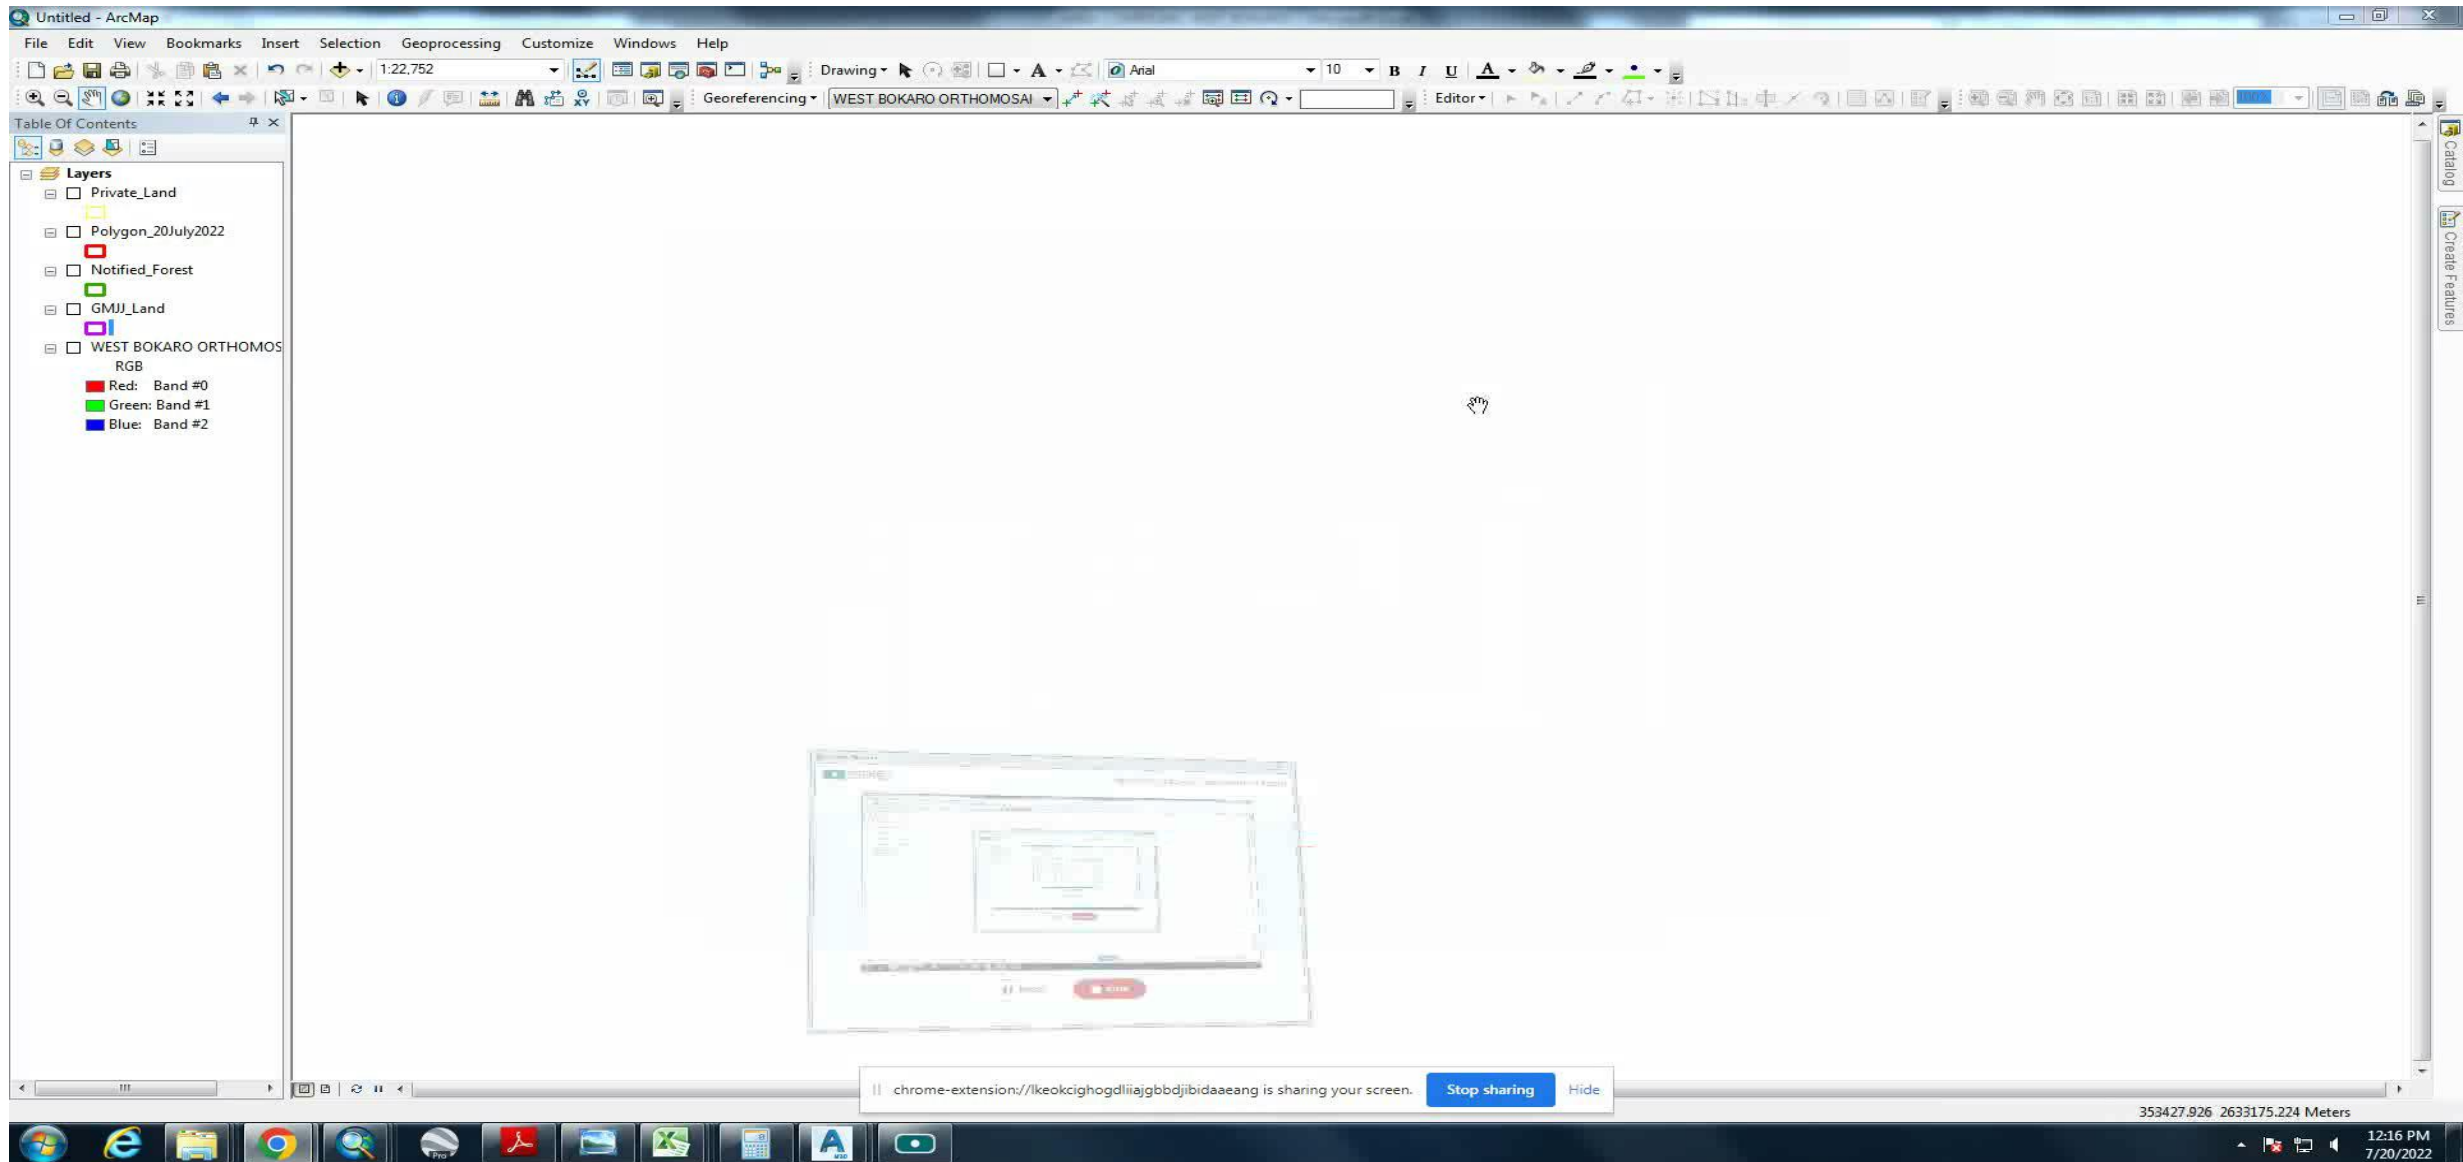 Untitled - ArcMap
File Edit View Bookmarks Insert Selection Geoprocessing Customize Windows Help
1:22,752 Drawing A Arial 10 B I U A
Georeferencing WEST BOKARO ORTHOMOSAI Editor 100%
Table Of Contents
Layers
Private_Land
Polygon_20July2022
Notified_Forest
GMJJ_Land
WEST BOKARO ORTHOMOS
RGB
Red: Band #0
Green: Band #1
Blue: Band #2
Catalog
Create Features
chrome-extension://lkeokcighogdliiajgbbdjibidaaeang is sharing your screen. Stop sharing Hide
353427.926 2633175.224 Meters
Pro
12:16 PM
7/20/2022